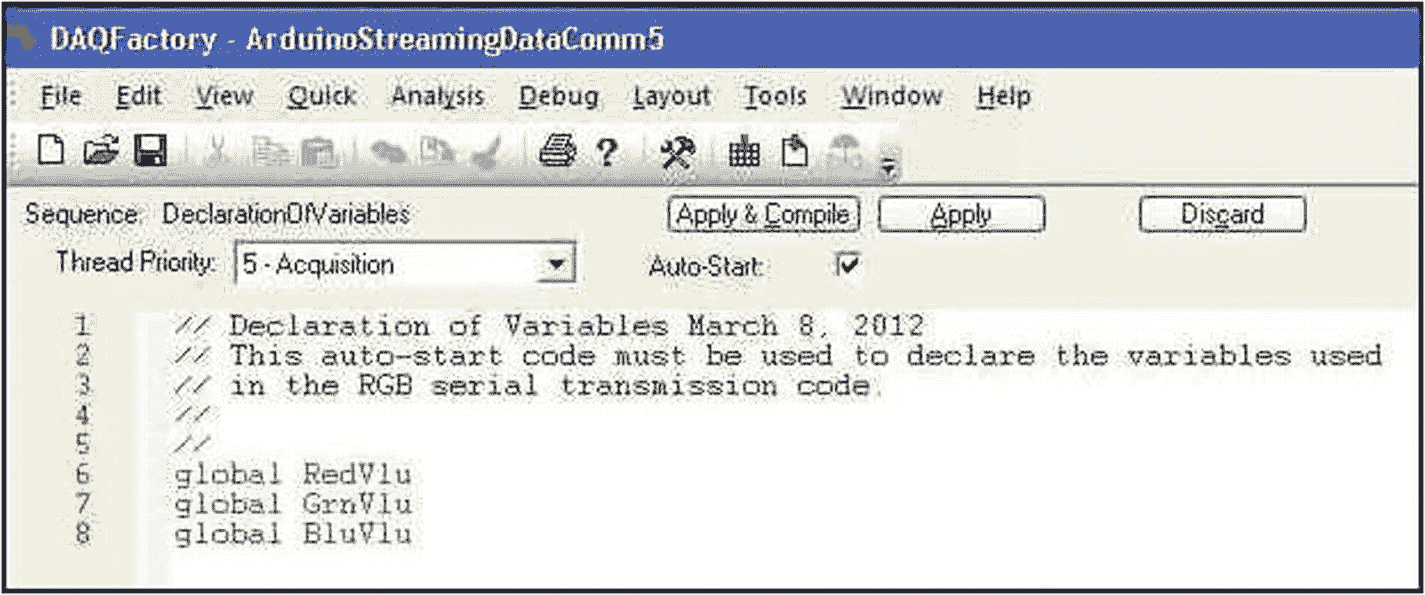 DAQFactory - ArduinoStreamingDataComm5
File Edit View Quick Analysis Debug Layout Tools Window Help
?
Sequence: DeclarationOfVariables Apply & Compile Apply Discard
Thread Priority: 5 - Acquisition Auto-Start:
1 // Declaration of Variables March 8, 2012
2 // This auto-start code must be used to declare the variables used
3 // in the RGB serial transmission code.
4 //
5 //
6 global RedVlu
7 global GrnVlu
8 global BluVlu